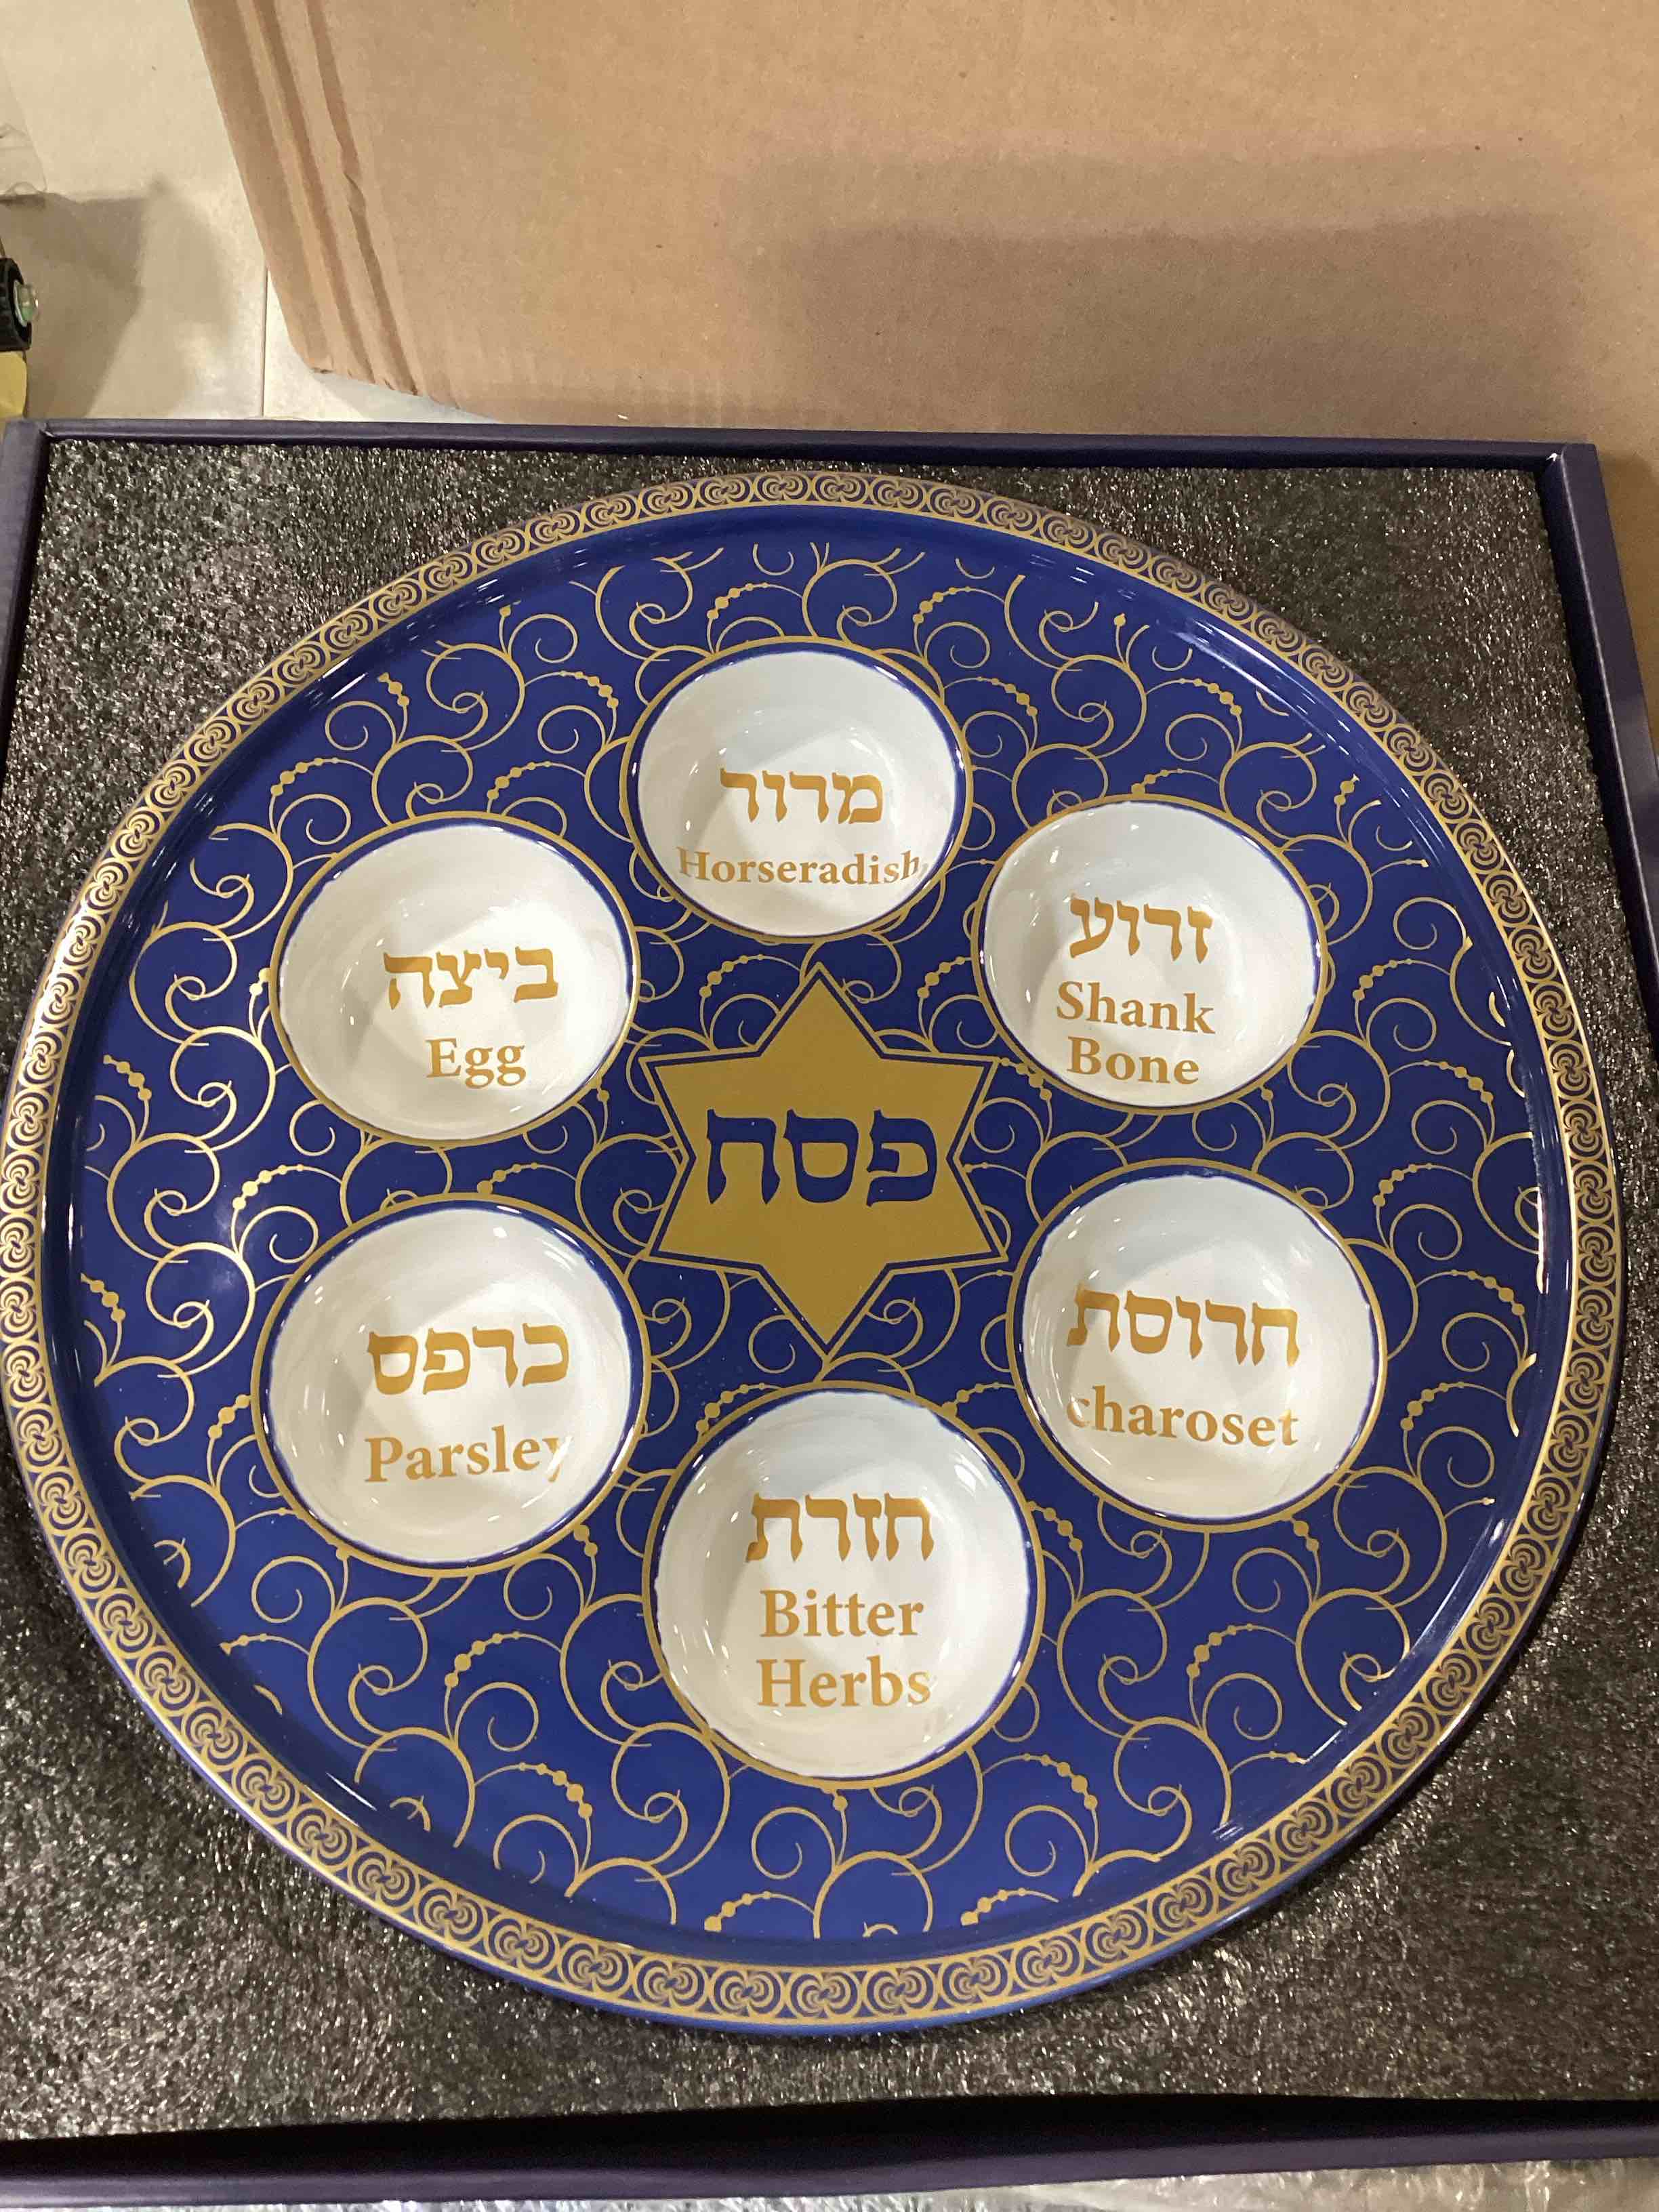 מרור
Horseradish
זרוע
Shank
Bone
ביצה
Egg
פסח
חרוסת
charoset
כרפס
Parsley
חזרת
Bitter
Herbs